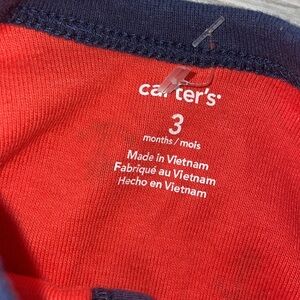 carter's
3
months/mois
Made in Vietnam
Fabriqué au Vietnam
Hecho en Vietnam